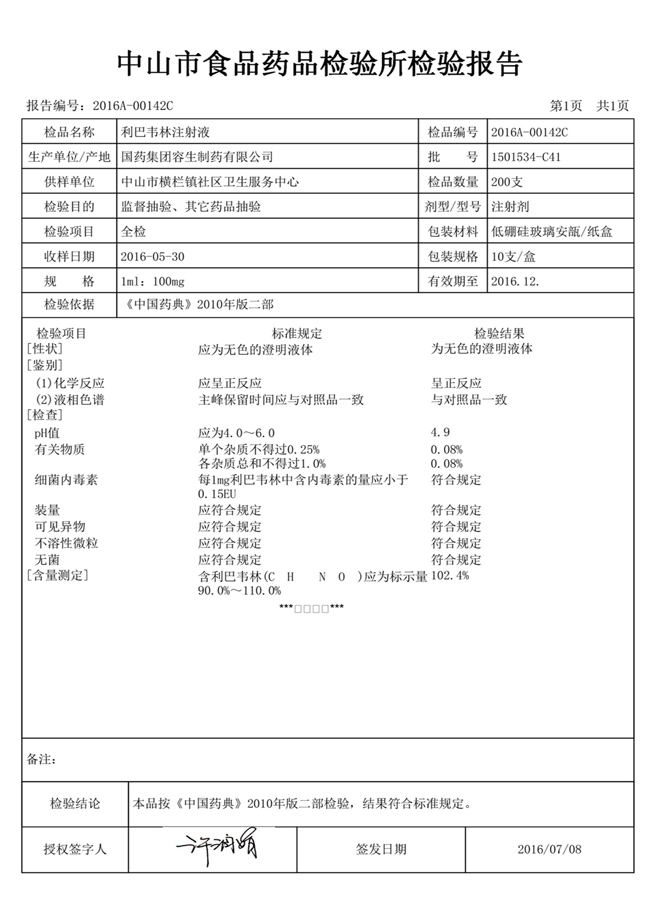 中山市食品药品检验所检验报告
报告编号：2016A-00142C 第1页 共1页
检品名称 利巴韦林注射液 检品编号 2016A-00142C
生产单位/产地 国药集团容生制药有限公司 批 号 1501534-C41
供样单位 中山市横栏镇社区卫生服务中心 检品数量 200支
检验目的 监督抽验、其它药品抽验 剂型/型号 注射剂
检验项目 全检 包装材料 低硼硅玻璃安瓿/纸盒
收样日期 2016-05-30 包装规格 10支/盒
规 格 1ml：100mg 有效期至 2016.12.
检验依据 《中国药典》2010年版二部
检验项目 标准规定 检验结果
[性状] 应为无色的澄明液体 为无色的澄明液体
[鉴别]
(1)化学反应 应呈正反应 呈正反应
(2)液相色谱 主峰保留时间应与对照品一致 与对照品一致
[检查]
pH值 应为4.0～6.0 4.9
有关物质 单个杂质不得过0.25% 0.08%
各杂质总和不得过1.0% 0.08%
细菌内毒素 每1mg利巴韦林中含内毒素的量应小于 符合规定
0.15EU
装量 应符合规定 符合规定
可见异物 应符合规定 符合规定
不溶性微粒 应符合规定 符合规定
无菌 应符合规定 符合规定
[含量测定] 含利巴韦林(C H N O )应为标示量 102.4%
90.0%～110.0%
***□□□□***
备注：
检验结论 本品按《中国药典》2010年版二部检验，结果符合标准规定。
授权签字人 许润娟 签发日期 2016/07/08